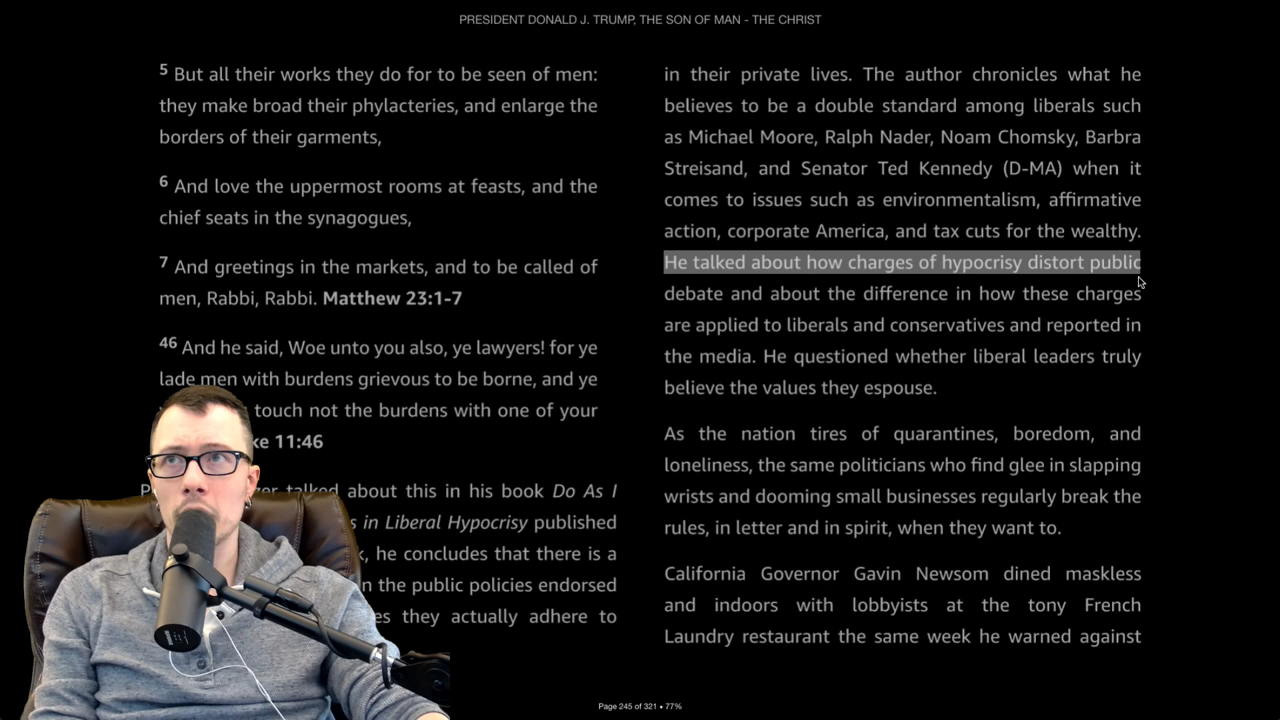 PRESIDENT DONALD J. TRUMP, THE SON OF MAN - THE CHRIST
5 But all their works they do for to be seen of men:
they make broad their phylacteries, and enlarge the
borders of their garments,
6 And love the uppermost rooms at feasts, and the
chief seats in the synagogues,
7 And greetings in the markets, and to be called of
men, Rabbi, Rabbi. Matthew 23:1-7
46 And he said, Woe unto you also, ye lawyers! for ye
lade men with burdens grievous to be borne, and ye
touch not the burdens with one of your
11:46
talked about this in his book Do As I
in Liberal Hypocrisy published
he concludes that there is a
the public policies endorsed
they actually adhere to
in their private lives. The author chronicles what he
believes to be a double standard among liberals such
as Michael Moore, Ralph Nader, Noam Chomsky, Barbra
Streisand, and Senator Ted Kennedy (D-MA) when it
comes to issues such as environmentalism, affirmative
action, corporate America, and tax cuts for the wealthy.
He talked about how charges of hypocrisy distort public
debate and about the difference in how these charges
are applied to liberals and conservatives and reported in
the media. He questioned whether liberal leaders truly
believe the values they espouse.
As the nation tires of quarantines, boredom, and
loneliness, the same politicians who find glee in slapping
wrists and dooming small businesses regularly break the
rules, in letter and in spirit, when they want to.
California Governor Gavin Newsom dined maskless
and indoors with lobbyists at the tony French
Laundry restaurant the same week he warned against
Page 245 of 321 • 77%